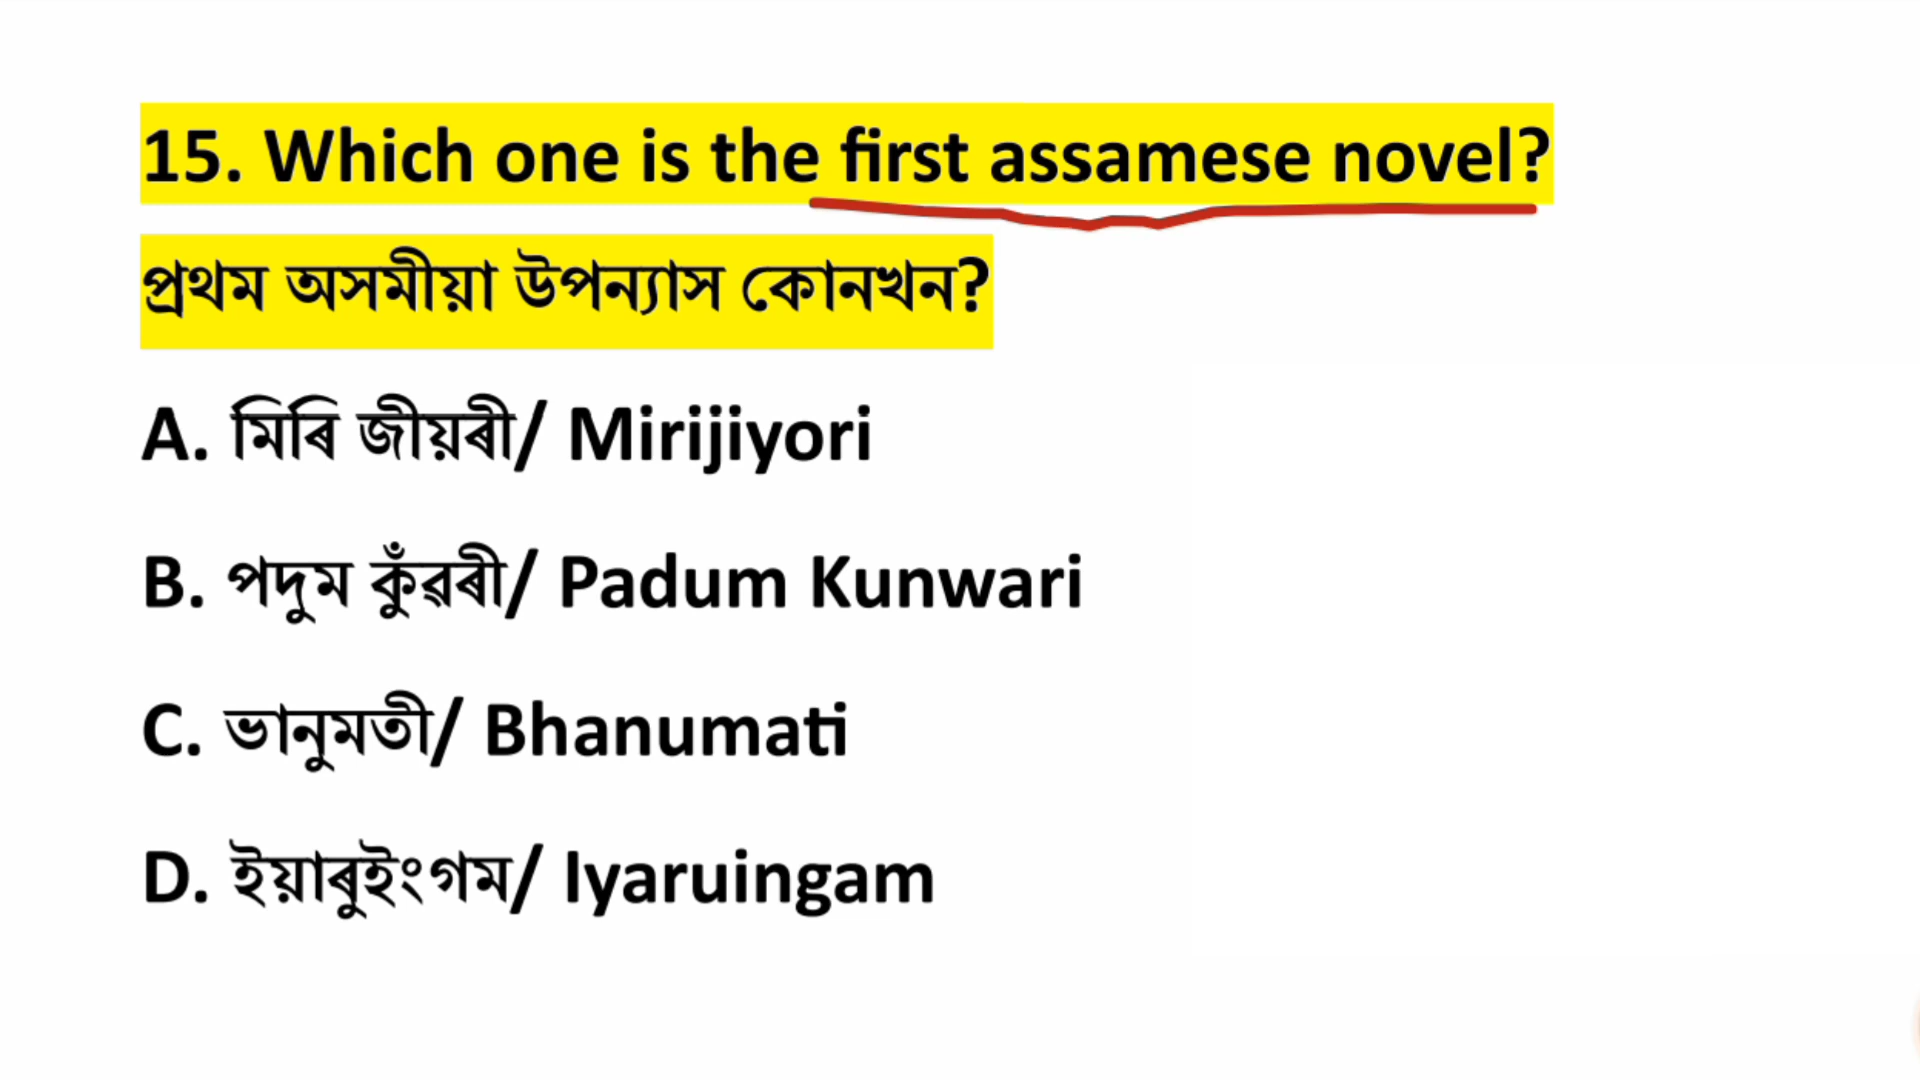 15. Which one is the first assamese novel?
প্ৰথম অসমীয়া উপন্যাস কোনখন?
A. মিৰি জীয়ৰী/ Mirijiyori
B. পদুম কুঁৱৰী/ Padum Kunwari
C. ভানুমতী/ Bhanumati
D. ইয়াৰুইংগম/ Iyaruingam